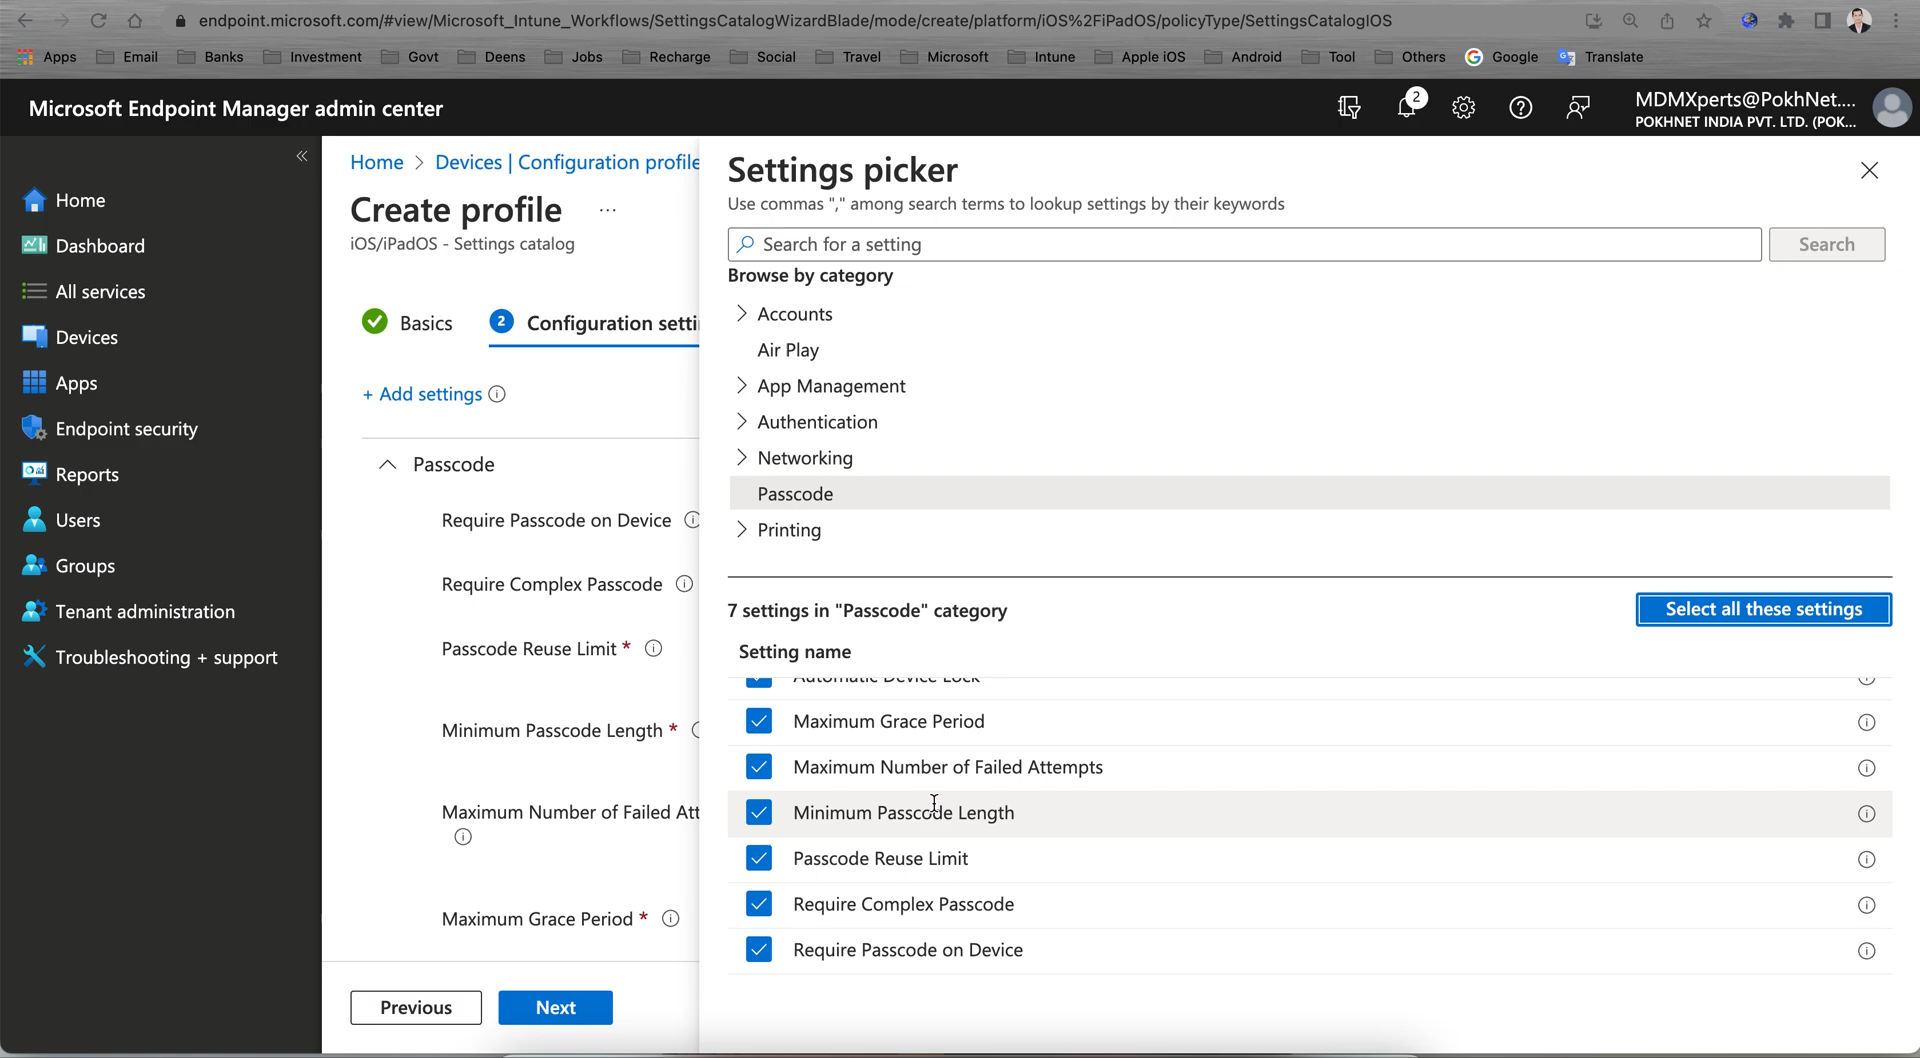 endpoint.microsoft.com/#view/Microsoft_Intune_Workflows/SettingsCatalogWizardBlade/mode/create/platform/iOS%2FiPadOS/policyType/SettingsCatalogIOS
Apps Email Banks Investment Govt Deens Jobs Recharge Social Travel Microsoft Intune Apple iOS Android Tool Others Google Translate
Microsoft Endpoint Manager admin center
2
MDMXperts@PokhNet....
POKHNET INDIA PVT. LTD. (POK...
«
Home
Dashboard
All services
Devices
Apps
Endpoint security
Reports
Users
Groups
Tenant administration
Troubleshooting + support
Home > Devices | Configuration profile
Create profile ...
iOS/iPadOS - Settings catalog
Basics
2 Configuration setti
+ Add settings
Passcode
Require Passcode on Device
Require Complex Passcode
Passcode Reuse Limit *
Minimum Passcode Length *
Maximum Number of Failed Att
Maximum Grace Period *
Previous Next
Settings picker
Use commas "," among search terms to lookup settings by their keywords
Search for a setting
Search
Browse by category
Accounts
Air Play
App Management
Authentication
Networking
Passcode
Printing
7 settings in "Passcode" category
Select all these settings
Setting name
Automatic Device Lock
Maximum Grace Period
Maximum Number of Failed Attempts
Minimum Passcode Length
Passcode Reuse Limit
Require Complex Passcode
Require Passcode on Device